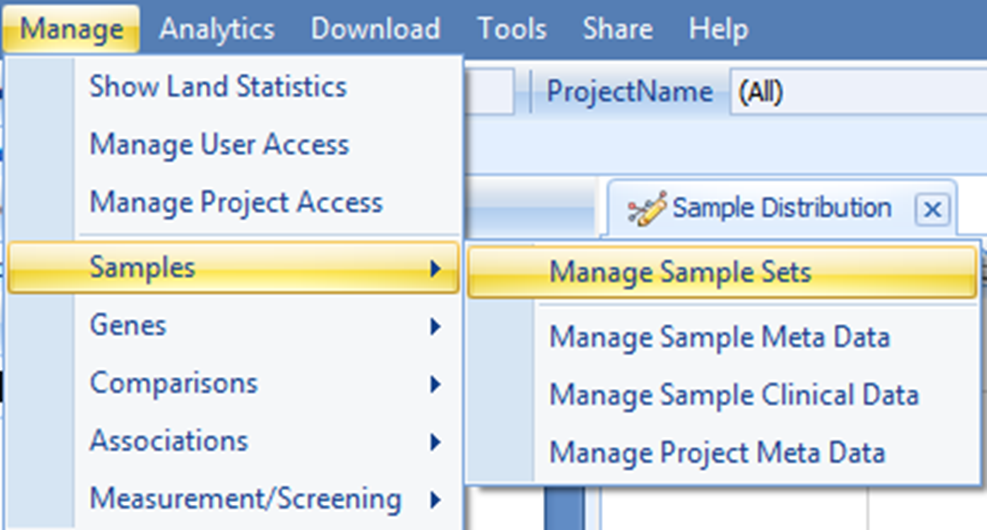 Manage Analytics Download Tools Share Help
Show Land Statistics
ProjectName (All)
Manage User Access
Manage Project Access
Sample Distribution
Samples
Manage Sample Sets
Genes
Manage Sample Meta Data
Comparisons
Manage Sample Clinical Data
Associations
Manage Project Meta Data
Measurement/Screening